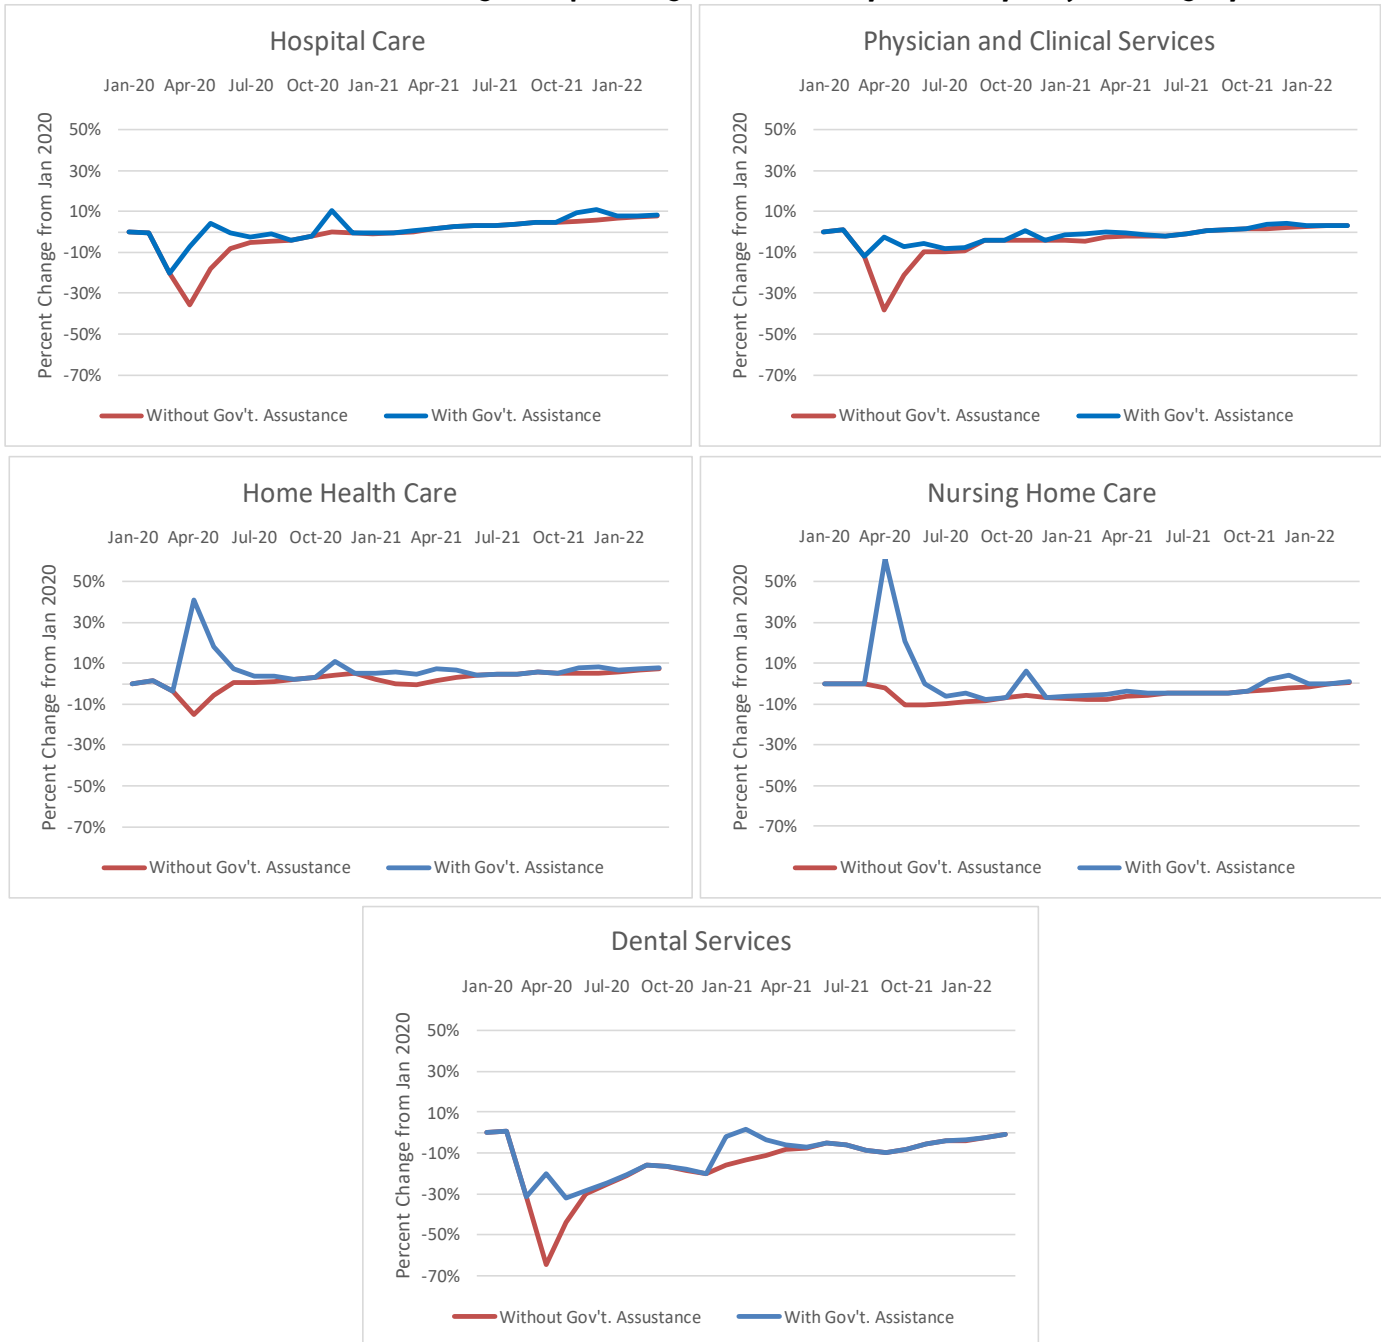 Hospital Care
Jan-20 Apr-20 Jul-20 Oct-20 Jan-21 Apr-21 Jul-21 Oct-21 Jan-22
Percent Change from Jan 2020
50%
30%
10%
-10%
-30%
-50%
-70%
Without Gov't. Assustance With Gov't. Assistance
Physician and Clinical Services
Jan-20 Apr-20 Jul-20 Oct-20 Jan-21 Apr-21 Jul-21 Oct-21 Jan-22
Percent Change from Jan 2020
50%
30%
10%
-10%
-30%
-50%
-70%
Without Gov't. Assustance With Gov't. Assistance
Home Health Care
Jan-20 Apr-20 Jul-20 Oct-20 Jan-21 Apr-21 Jul-21 Oct-21 Jan-22
Percent Change from Jan 2020
50%
30%
10%
-10%
-30%
-50%
-70%
Without Gov't. Assustance With Gov't. Assistance
Nursing Home Care
Jan-20 Apr-20 Jul-20 Oct-20 Jan-21 Apr-21 Jul-21 Oct-21 Jan-22
Percent Change from Jan 2020
50%
30%
10%
-10%
-30%
-50%
-70%
Without Gov't. Assustance With Gov't. Assistance
Dental Services
Jan-20 Apr-20 Jul-20 Oct-20 Jan-21 Apr-21 Jul-21 Oct-21 Jan-22
Percent Change from Jan 2020
50%
30%
10%
-10%
-30%
-50%
-70%
Without Gov't. Assustance With Gov't. Assistance